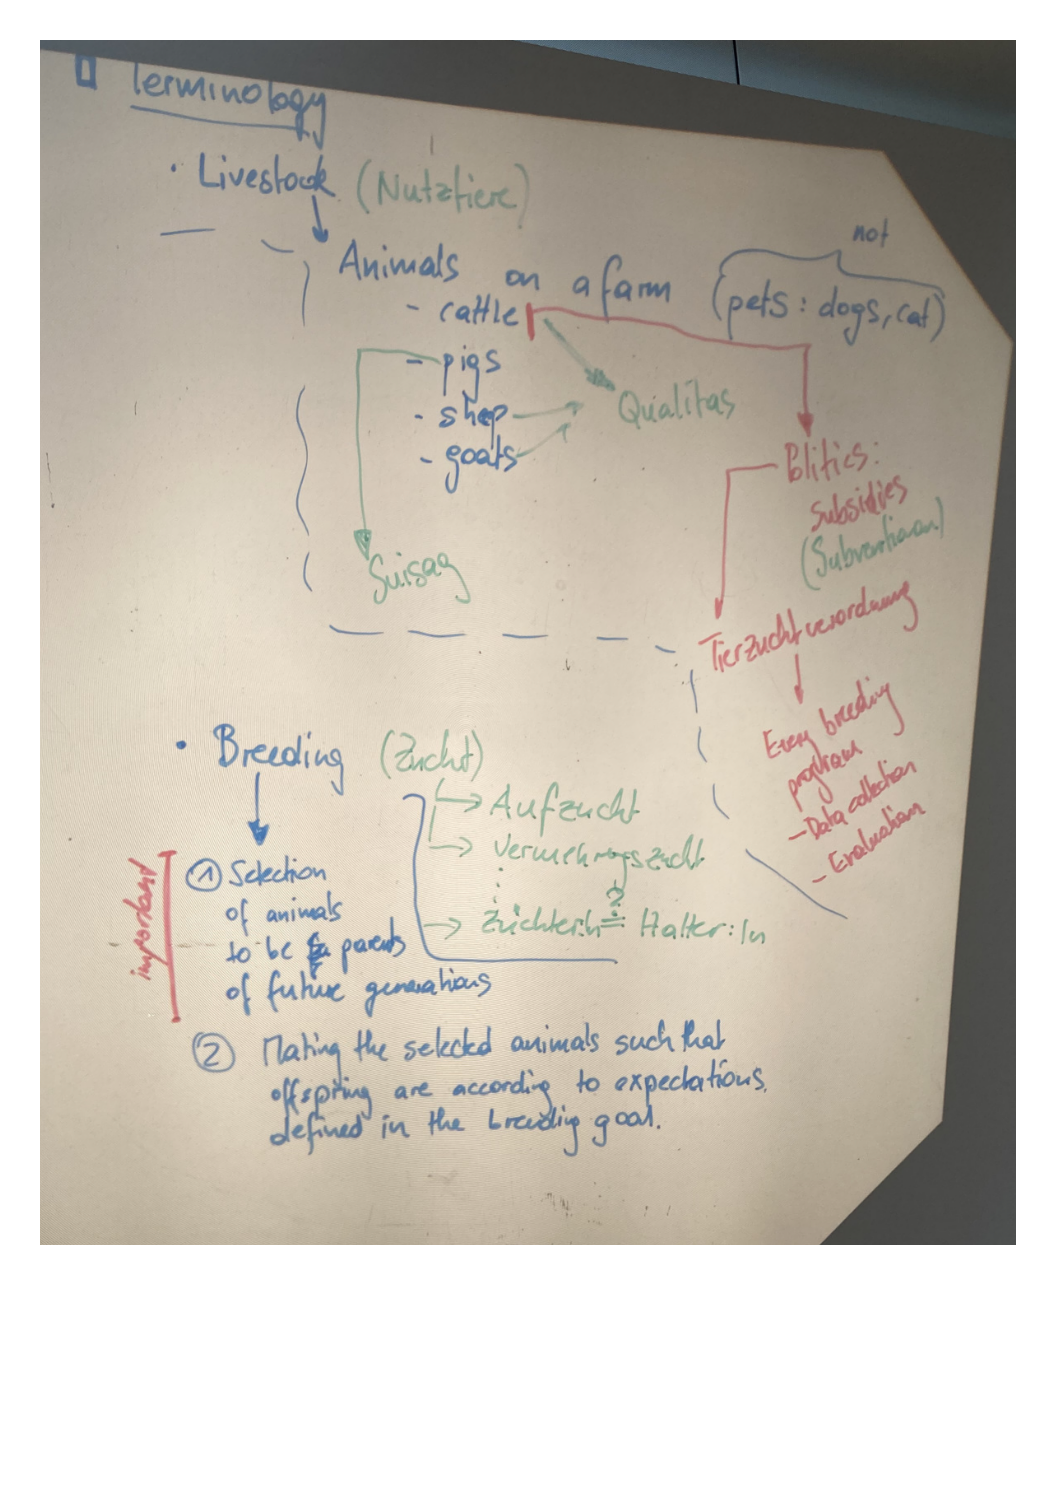 Terminology
• Livestock (Nutztiere)
not
Animals on a farm (pets : dogs, cat)
- cattle
- pigs
- shep
- goats
Qualitas
Politics:
Subsidies
(Subventionen)
Suisag
Tierzuchtverordnung
Every breeding
program
- Data collection
- Evaluation
• Breeding (Zucht)
→ Aufzucht
→ Vermehrungszucht
?
→ Züchter:In = Halter:In
important
1 Selection
of animals
to be parents
of future generations
2 Mating the selected animals such that
offspring are according to expectations.
defined in the breeding goal.